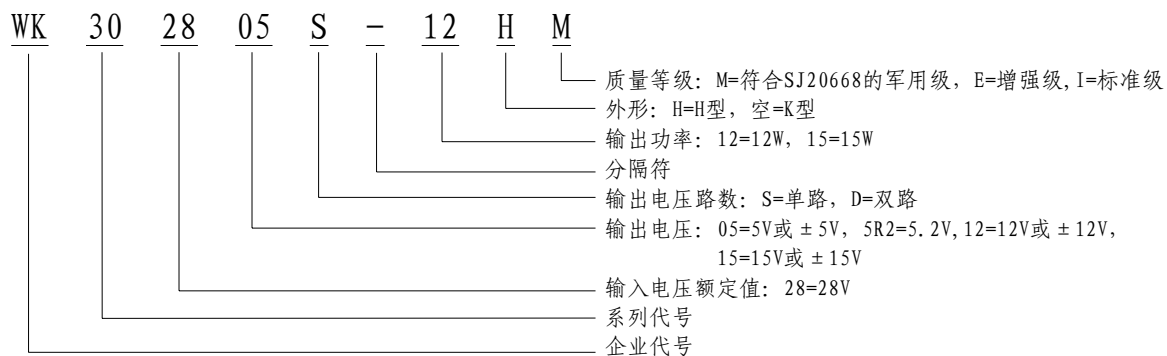 WK 30 28 05 S - 12 H M
质量等级: M=符合SJ20668的军用级, E=增强级,I=标准级
外形: H=H型, 空=K型
输出功率: 12=12W, 15=15W
分隔符
输出电压路数: S=单路, D=双路
输出电压: 05=5V或±5V, 5R2=5.2V,12=12V或±12V,
15=15V或±15V
输入电压额定值: 28=28V
系列代号
企业代号